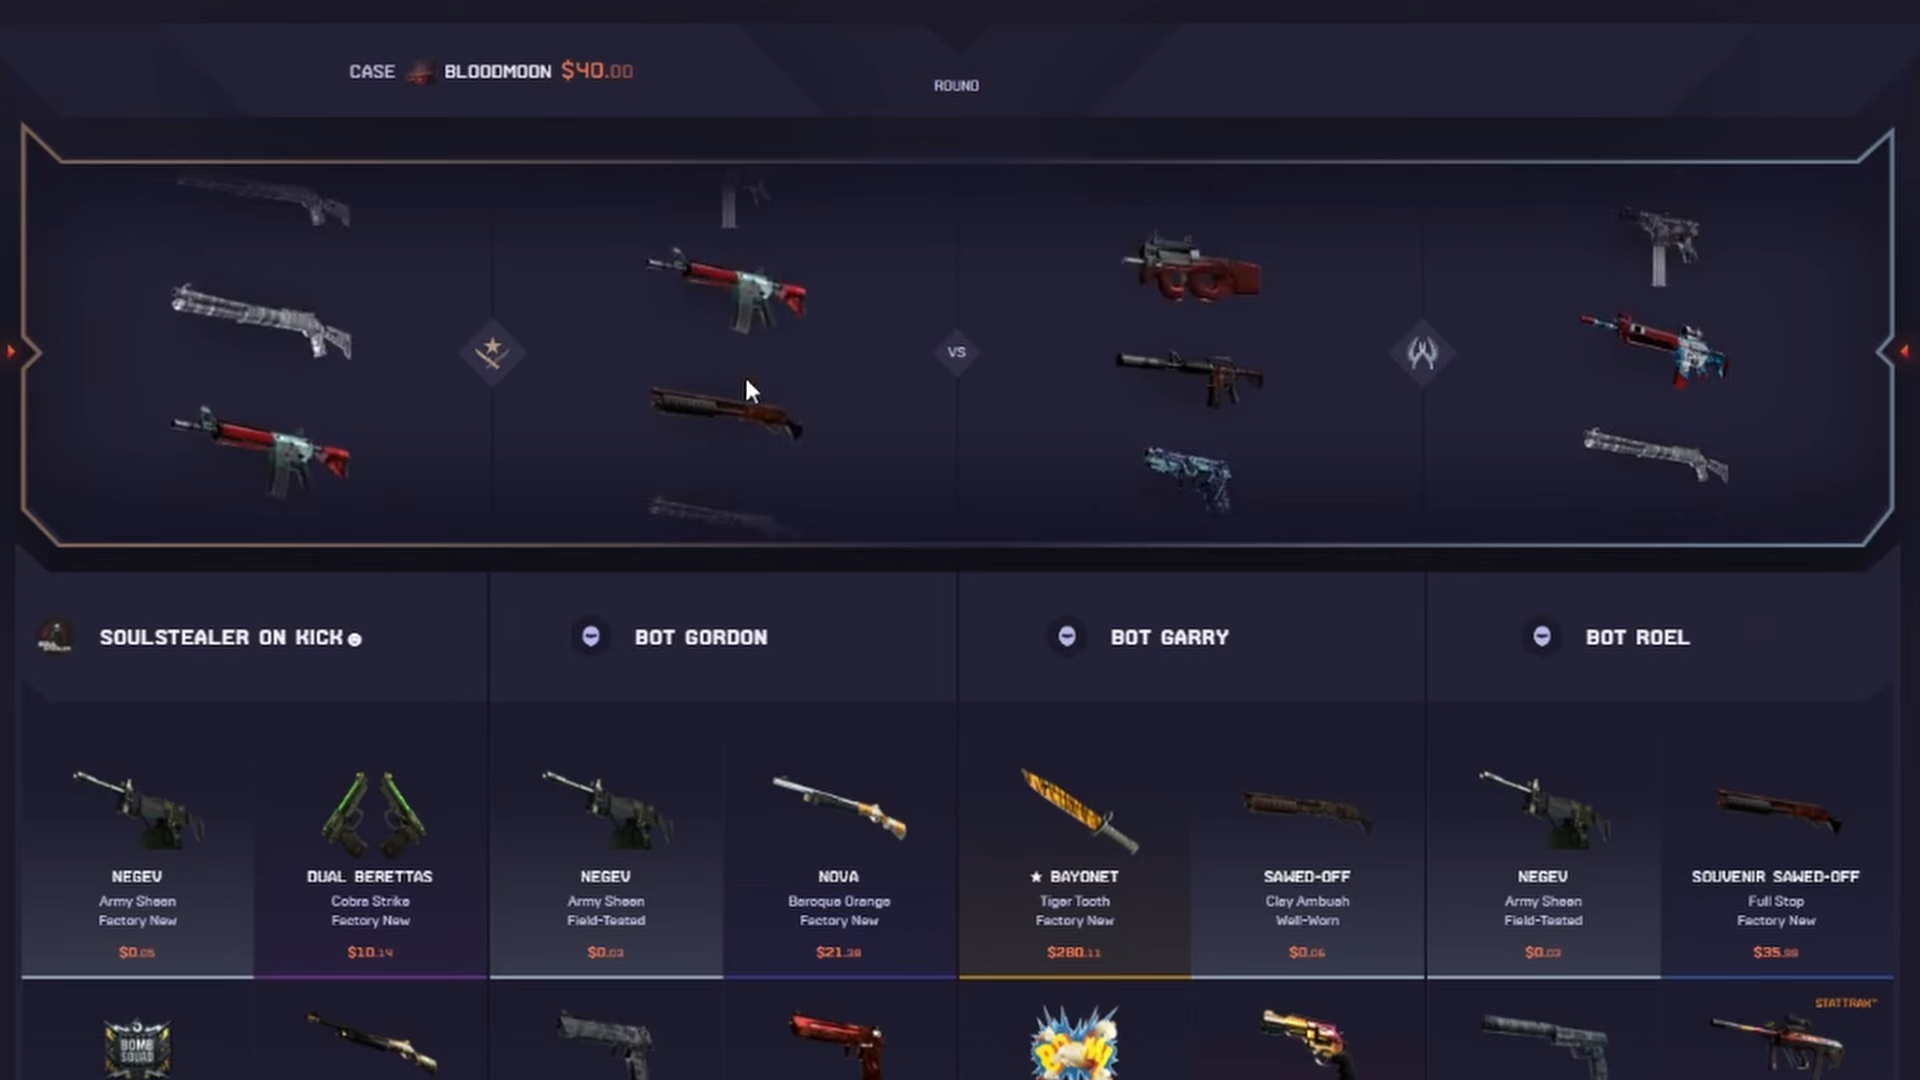 CASE BLOODMOON $40.00
ROUND
VS
SOULSTEALER ON KICK
BOT GORDON
BOT GARRY
BOT ROEL
NEGEV
Army Sheen
Factory New
$0.05
DUAL BERETTAS
Cobra Strike
Factory New
$10.14
NEGEV
Army Sheen
Field-Tested
$0.03
NOVA
Baroque Orange
Factory New
$21.38
★ BAYONET
Tiger Tooth
Factory New
$280.11
SAWED-OFF
Clay Ambush
Well-Worn
$0.06
NEGEV
Army Sheen
Field-Tested
$0.03
SOUVENIR SAWED-OFF
Full Stop
Factory New
BOMB
SQUAD
STATTRAK™